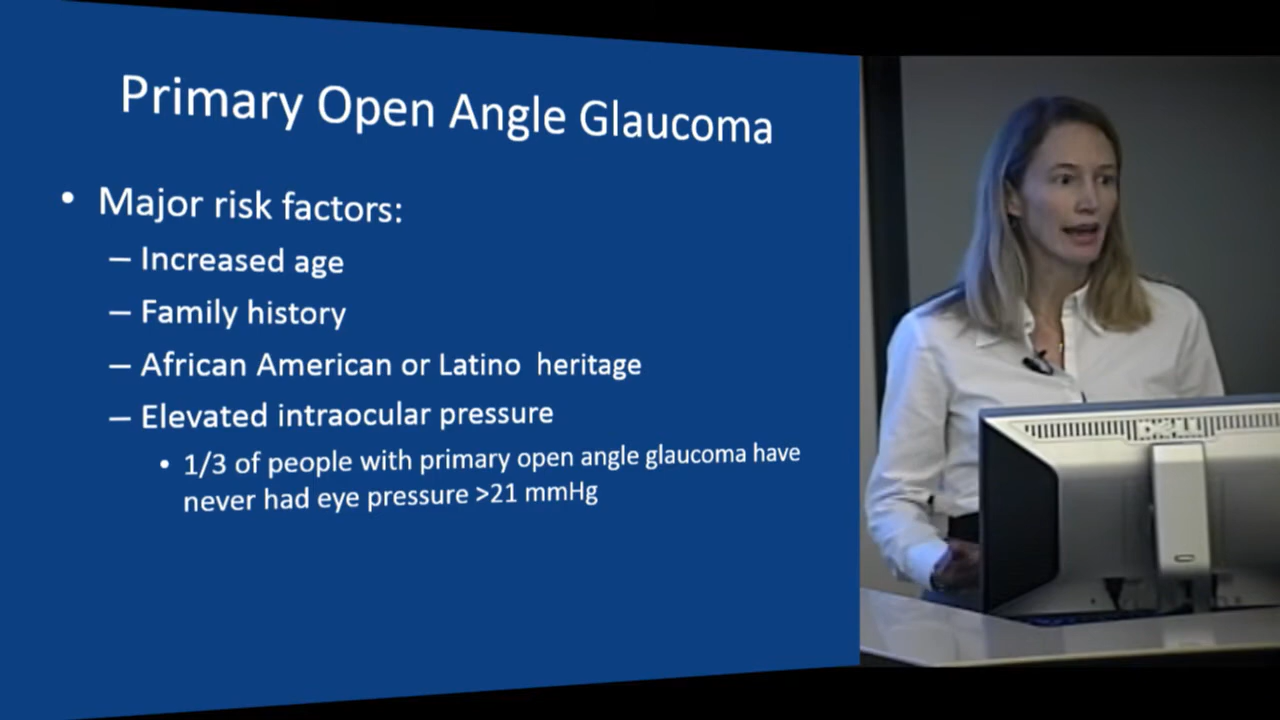 Primary Open Angle Glaucoma
• Major risk factors:
– Increased age
– Family history
– African American or Latino heritage
– Elevated intraocular pressure
• 1/3 of people with primary open angle glaucoma have
never had eye pressure >21 mmHg